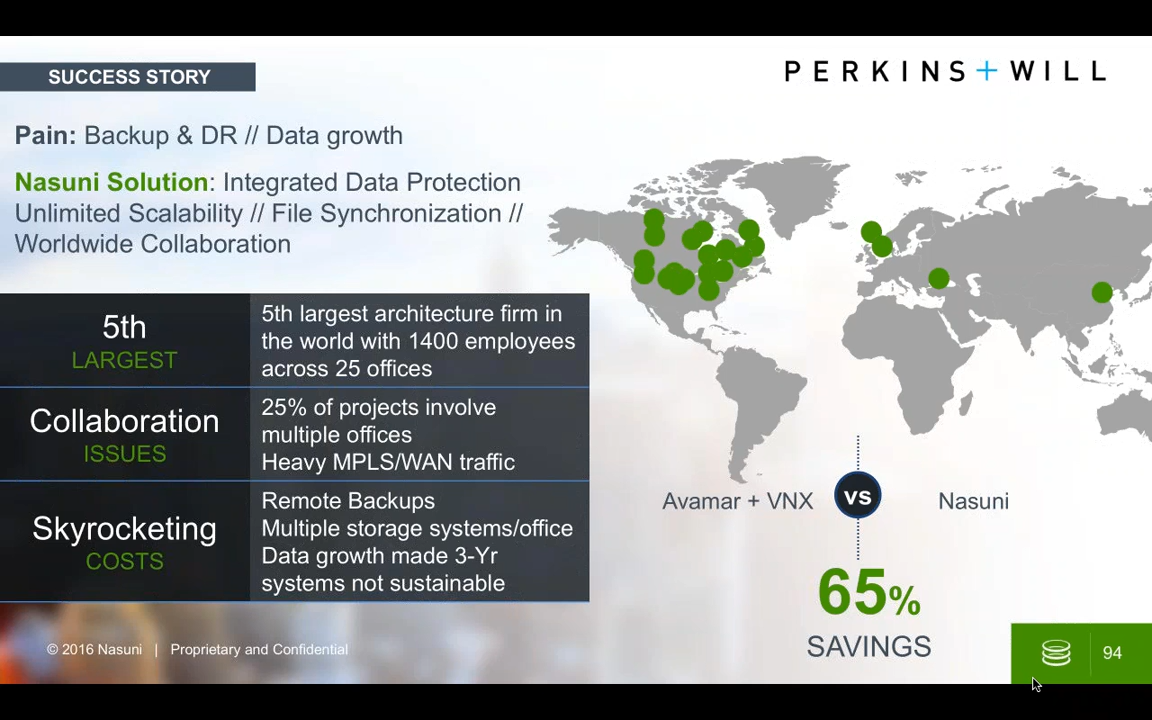 SUCCESS STORY
PERKINS+WILL
Pain: Backup & DR // Data growth
Nasuni Solution: Integrated Data Protection
Unlimited Scalability // File Synchronization //
Worldwide Collaboration
5th
LARGEST
5th largest architecture firm in
the world with 1400 employees
across 25 offices
Collaboration
ISSUES
25% of projects involve
multiple offices
Heavy MPLS/WAN traffic
Skyrocketing
COSTS
Remote Backups
Multiple storage systems/office
Data growth made 3-Yr
systems not sustainable
Avamar + VNX
vs
Nasuni
65%
SAVINGS
© 2016 Nasuni | Proprietary and Confidential
94